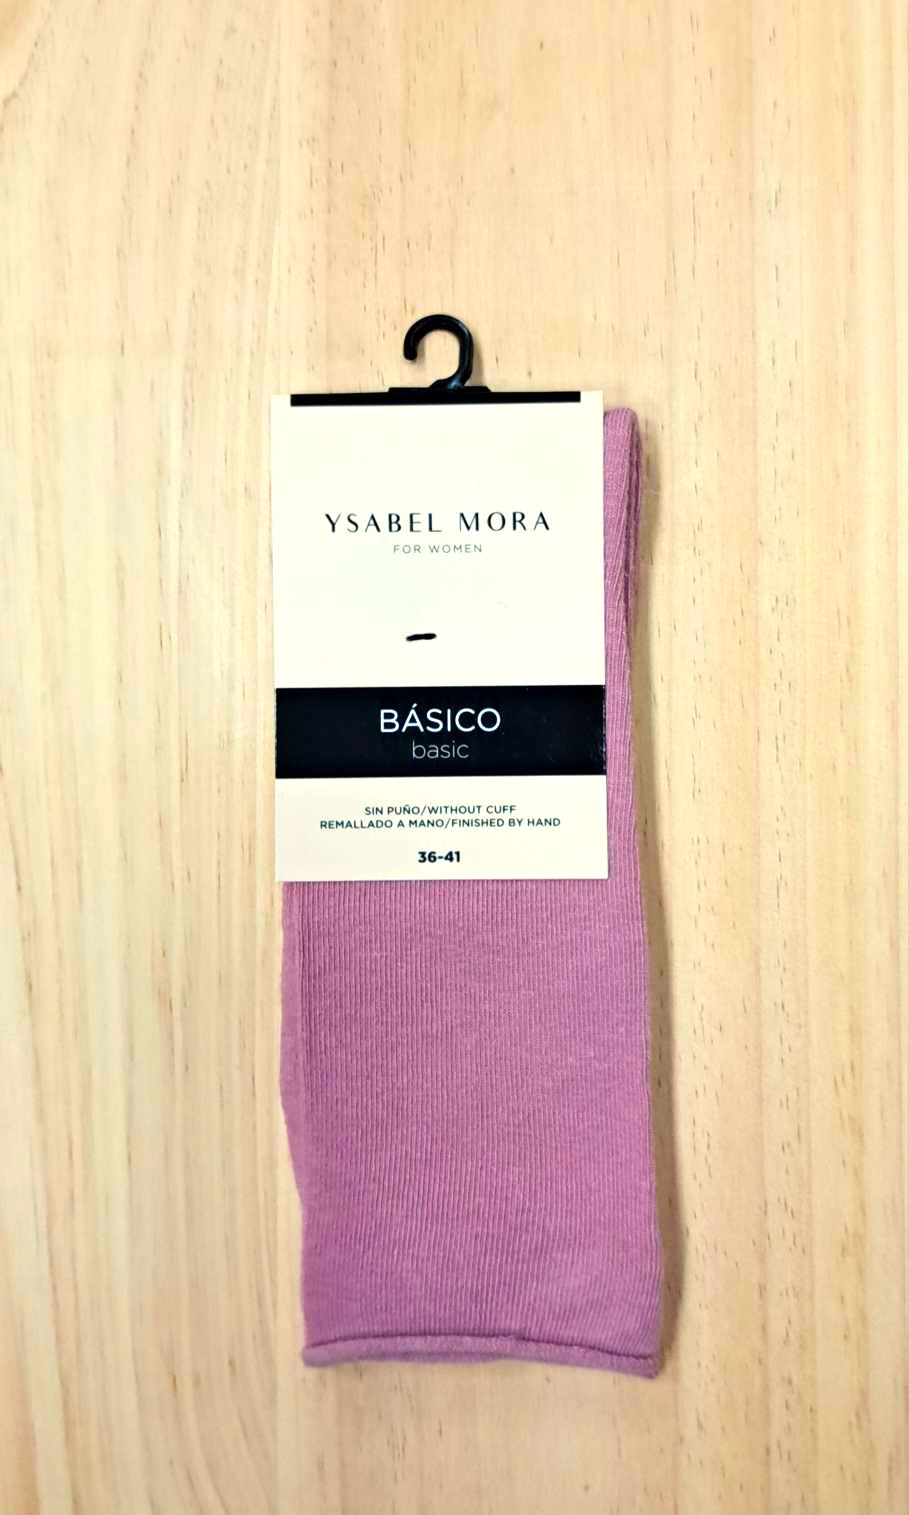 YSABEL MORA
FOR WOMEN
BÁSICO
basic
SIN PUÑO/WITHOUT CUFF
REMALLADO A MANO/FINISHED BY HAND
36-41